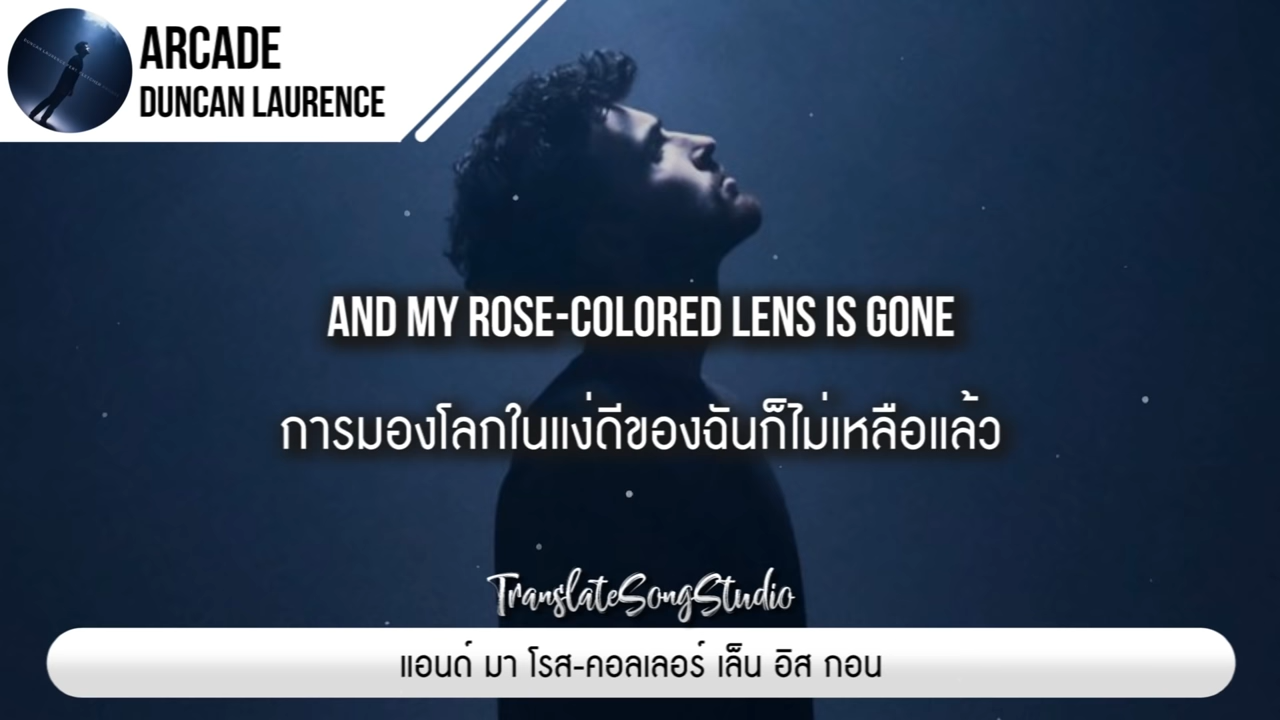 ARCADE
DUNCAN LAURENCE
AND MY ROSE-COLORED LENS IS GONE
การมองโลกในแง่ดีของฉันก็ไม่เหลือแล้ว
TranslateSongStudio
แอนด์ มา โรส-คอลเลอร์ เล็น อิส กอน